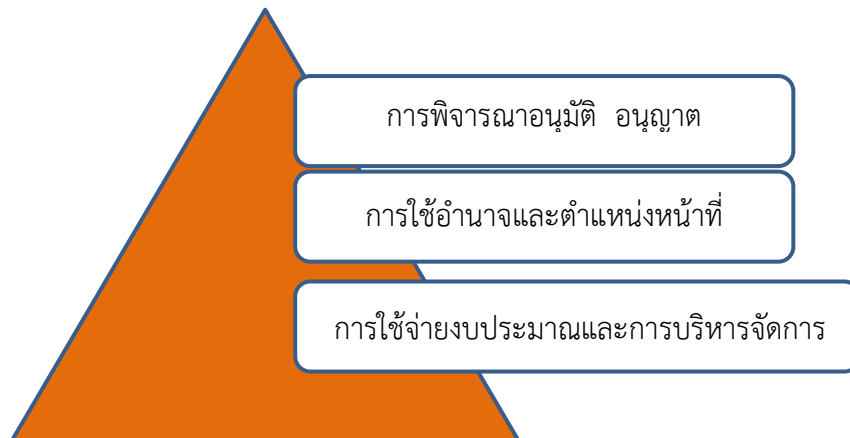 การพิจารณาอนุมัติ อนุญาต
การใช้อำนาจและตำแหน่งหน้าที่
การใช้จ่ายงบประมาณและการบริหารจัดการ